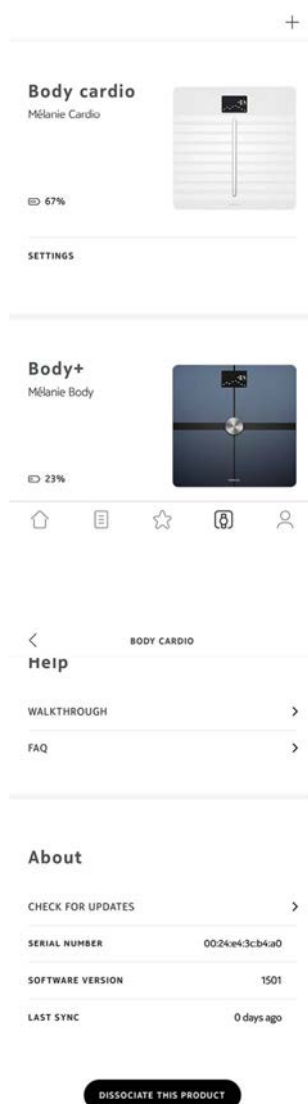 Body cardio
Mélanie Cardio
67%
SETTINGS
Body+
Mélanie Body
23%
BODY CARDIO
Help
WALKTHROUGH
FAQ
About
CHECK FOR UPDATES
SERIAL NUMBER 00:24:e4:3c:b4:a0
SOFTWARE VERSION 1501
LAST SYNC 0 days ago
DISSOCIATE THIS PRODUCT